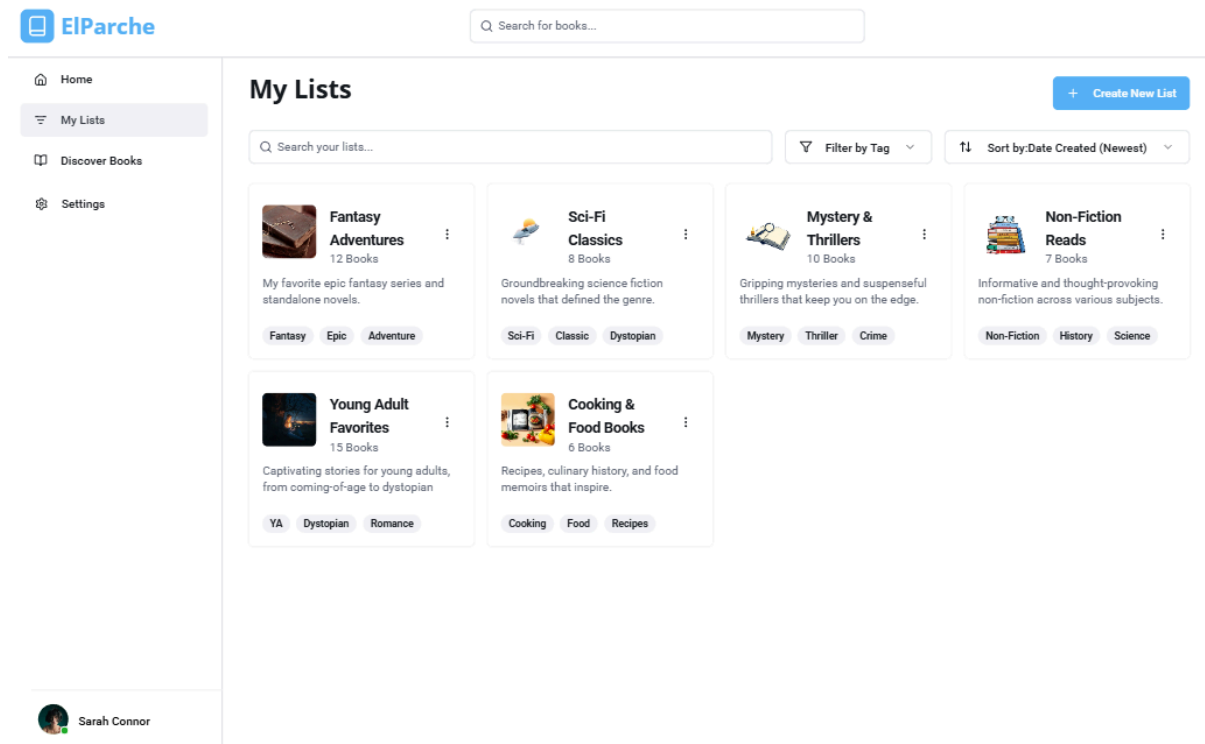 ElParche
Search for books...
Home
My Lists
Discover Books
Settings
Sarah Connor
My Lists
Create New List
Search your lists...
Filter by Tag
Sort by:Date Created (Newest)
Fantasy
Adventures
12 Books
My favorite epic fantasy series and
standalone novels.
Fantasy Epic Adventure
Sci-Fi
Classics
8 Books
Groundbreaking science fiction
novels that defined the genre.
Sci-Fi Classic Dystopian
Mystery &
Thrillers
10 Books
Gripping mysteries and suspenseful
thrillers that keep you on the edge.
Mystery Thriller Crime
Non-Fiction
Reads
7 Books
Informative and thought-provoking
non-fiction across various subjects.
Non-Fiction History Science
Young Adult
Favorites
15 Books
Captivating stories for young adults,
from coming-of-age to dystopian
YA Dystopian Romance
Cooking &
Food Books
6 Books
Recipes, culinary history, and food
memoirs that inspire.
Cooking Food Recipes